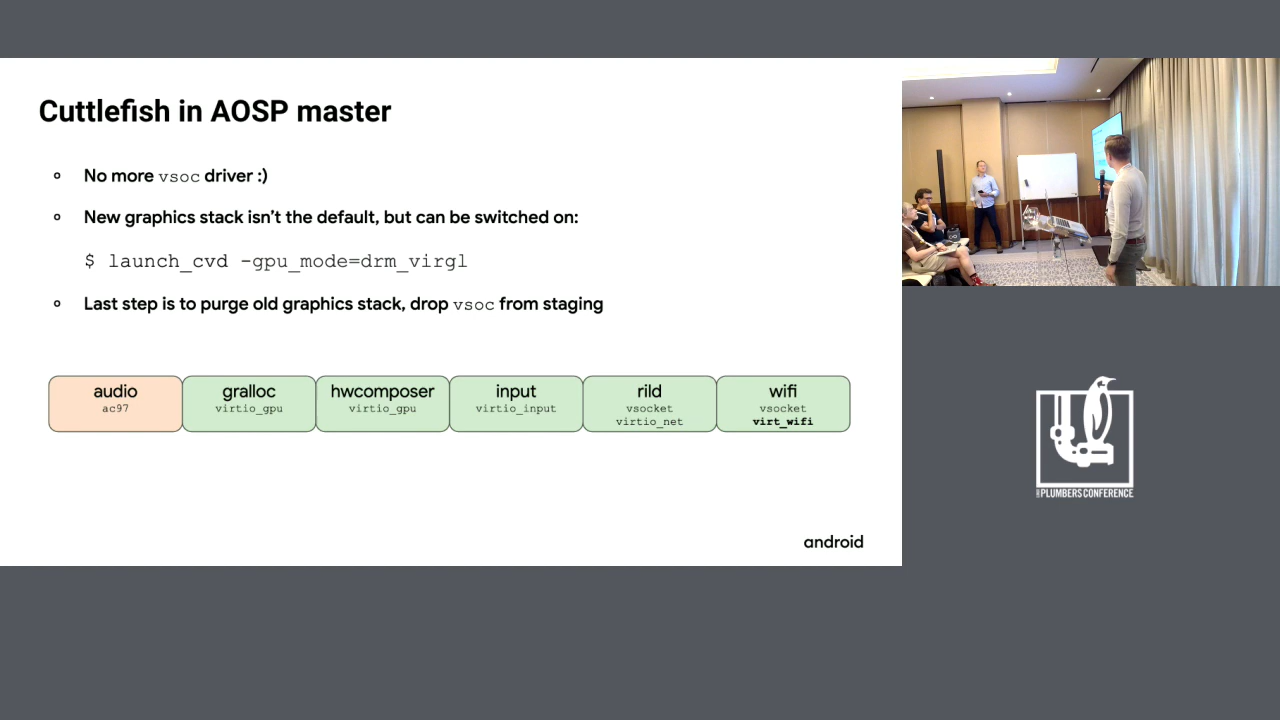 Cuttlefish in AOSP master
No more vsoc driver :)
New graphics stack isn’t the default, but can be switched on:
$ launch_cvd -gpu_mode=drm_virgl
Last step is to purge old graphics stack, drop vsoc from staging
audio
ac97
gralloc
virtio_gpu
hwcomposer
virtio_gpu
input
virtio_input
rild
vsocket
virtio_net
wifi
vsocket
virt_wifi
android
PLUMBERS CONFERENCE